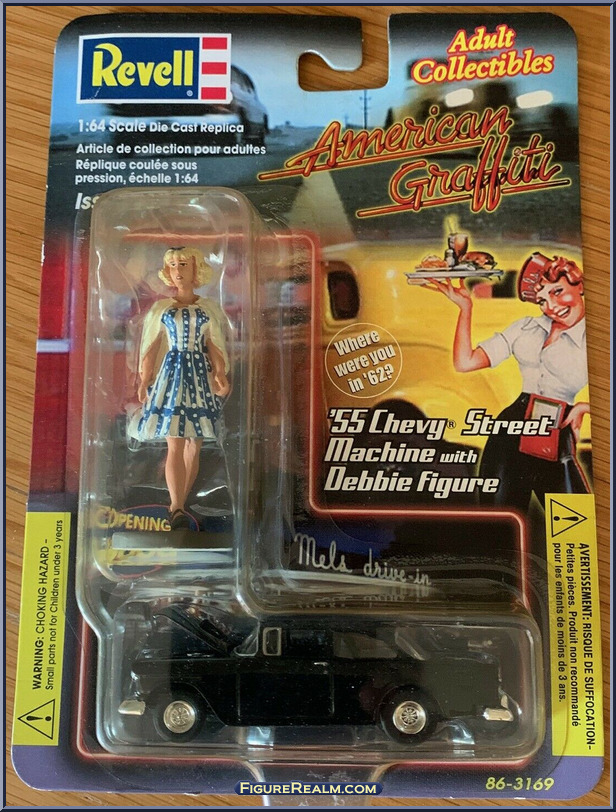 Revell
Adult
Collectibles
1:64 Scale Die Cast Replica
Article de collection pour adultes
Réplique coulée sous
pression, échelle 1:64
American
Graffiti
Where
were you
in '62?
'55 Chevy® Street
Machine with
Debbie Figure
OPENING
Mels drive-in
WARNING: CHOKING HAZARD –
Small parts not for Children under 3 years
AVERTISSEMENT: RISQUE DE SUFFOCATION-
Petites pièces. Produit non recommandé
pour les enfants de moins de 3 ans.
86-3169
FIGUREREALM.COM